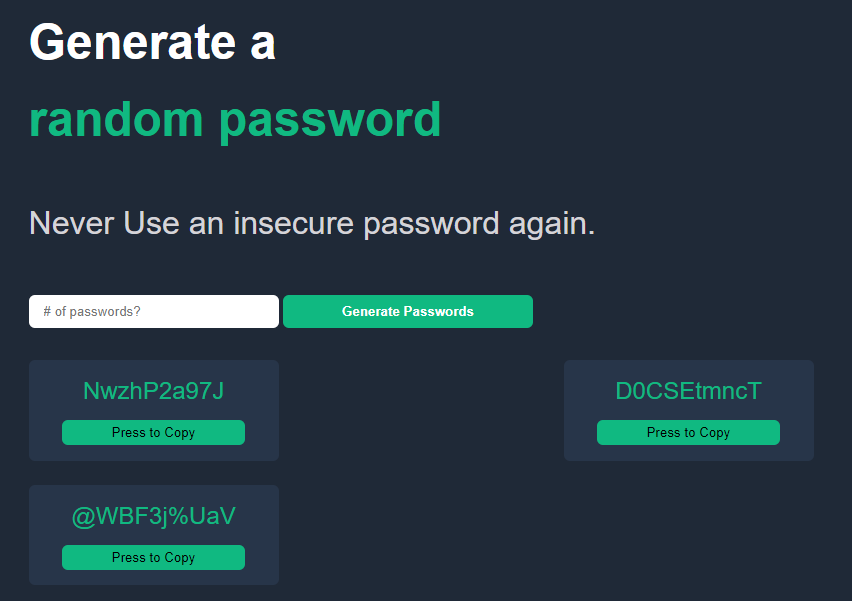 Generate a
random password
Never Use an insecure password again.
# of passwords?
Generate Passwords
NwzhP2a97J
Press to Copy
D0CSEtmncT
Press to Copy
@WBF3j%UaV
Press to Copy